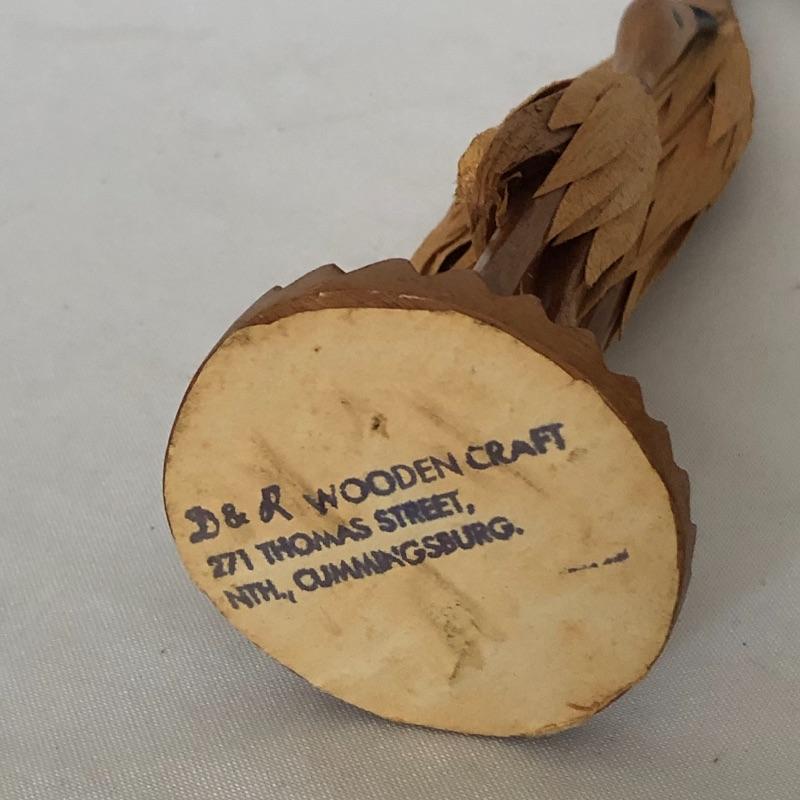 D & R WOODEN CRAFT
271 THOMAS STREET,
NTH., CUMMINGSBURG.